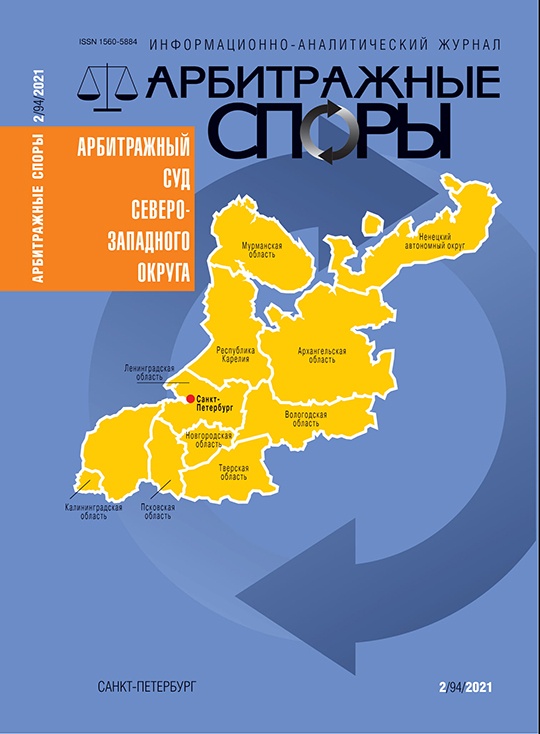 ISSN 1560-5884
ИНФОРМАЦИОННО-АНАЛИТИЧЕСКИЙ ЖУРНАЛ
АРБИТРАЖНЫЕ
СПОРЫ
АРБИТРАЖНЫЕ СПОРЫ 2/94/2021
АРБИТРАЖНЫЙ
СУД
СЕВЕРО-
ЗАПАДНОГО
ОКРУГА
Мурманская
область
Ненецкий
автономный округ
Республика
Карелия
Архангельская
область
Ленинградская
область
Санкт-
Петербург
Вологодская
область
Новгородская
область
Тверская
область
Калининградская
область
Псковская
область
САНКТ-ПЕТЕРБУРГ
2/94/2021